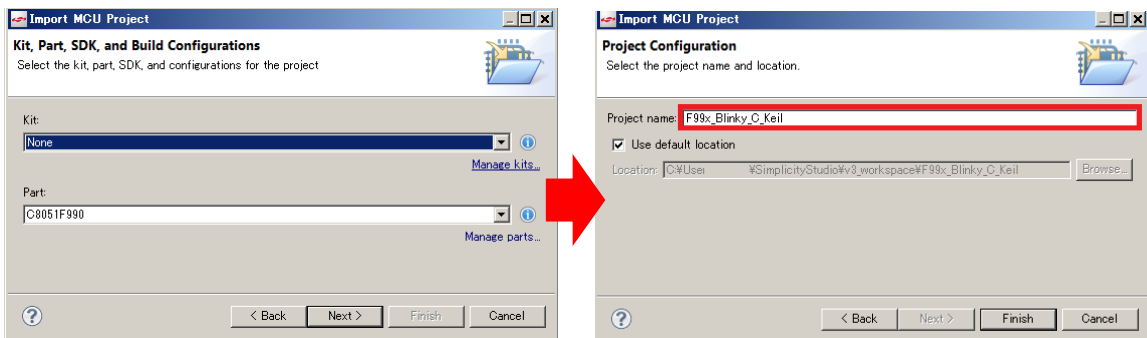 Import MCU Project
Kit, Part, SDK, and Build Configurations
Select the kit, part, SDK, and configurations for the project
Kit:
None
Manage kits...
Part:
C8051F990
Manage parts...
< Back
Next >
Finish
Cancel
Import MCU Project
Project Configuration
Select the project name and location.
Project name: F99x_Blinky_C_Keil
Use default location
Location: C:¥User ¥SimplicityStudio¥v3_workspace¥F99x_Blinky_C_Keil Browse...
< Back
Next >
Finish
Cancel